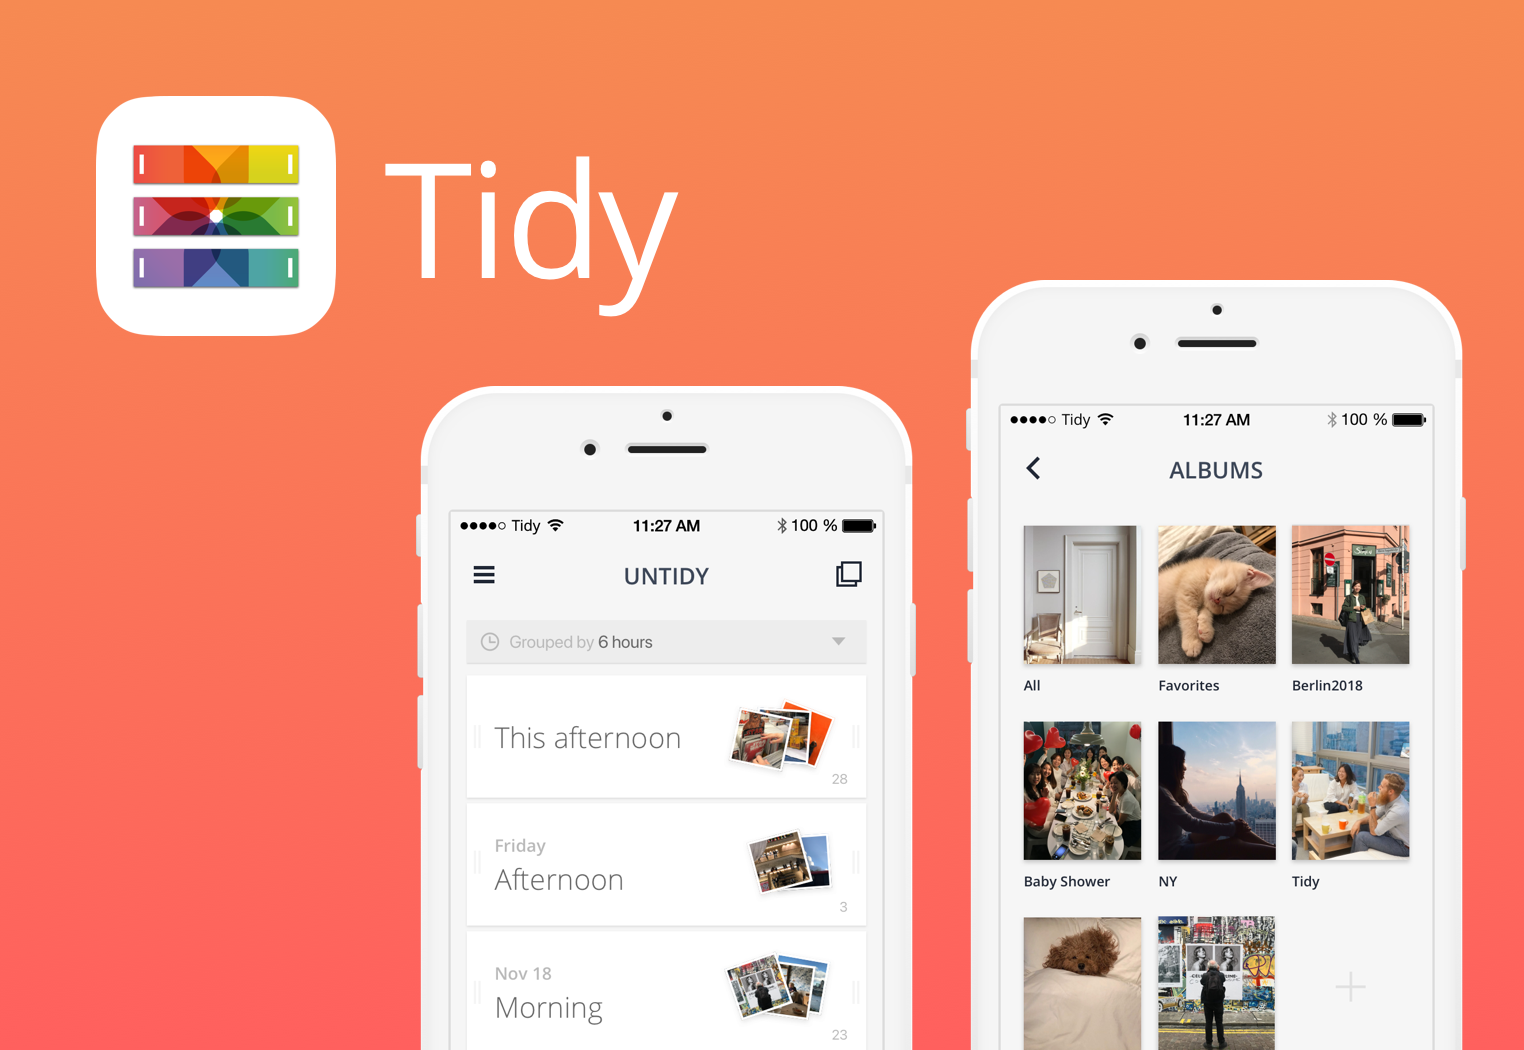 Tidy
Tidy 11:27 AM 100 %
UNTIDY
Grouped by 6 hours
This afternoon
28
Friday
Afternoon
3
Nov 18
Morning
23
Tidy 11:27 AM 100 %
ALBUMS
All Favorites Berlin2018
Baby Shower NY Tidy